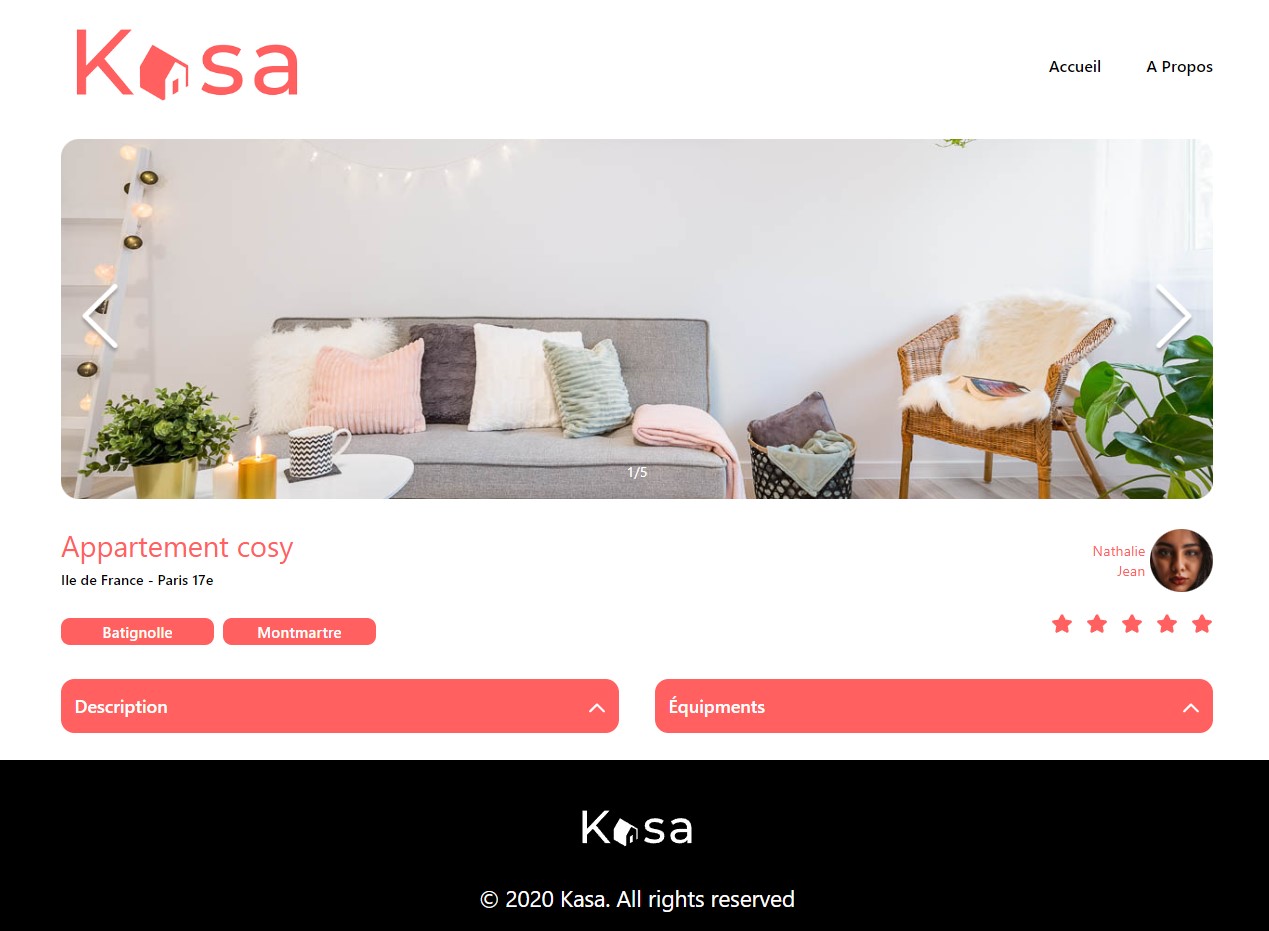 Kasa
Accueil A Propos
1/5
Appartement cosy
Ile de France - Paris 17e
Nathalie
Jean
Batignolle Montmartre
Description
Équipments
Kasa
© 2020 Kasa. All rights reserved